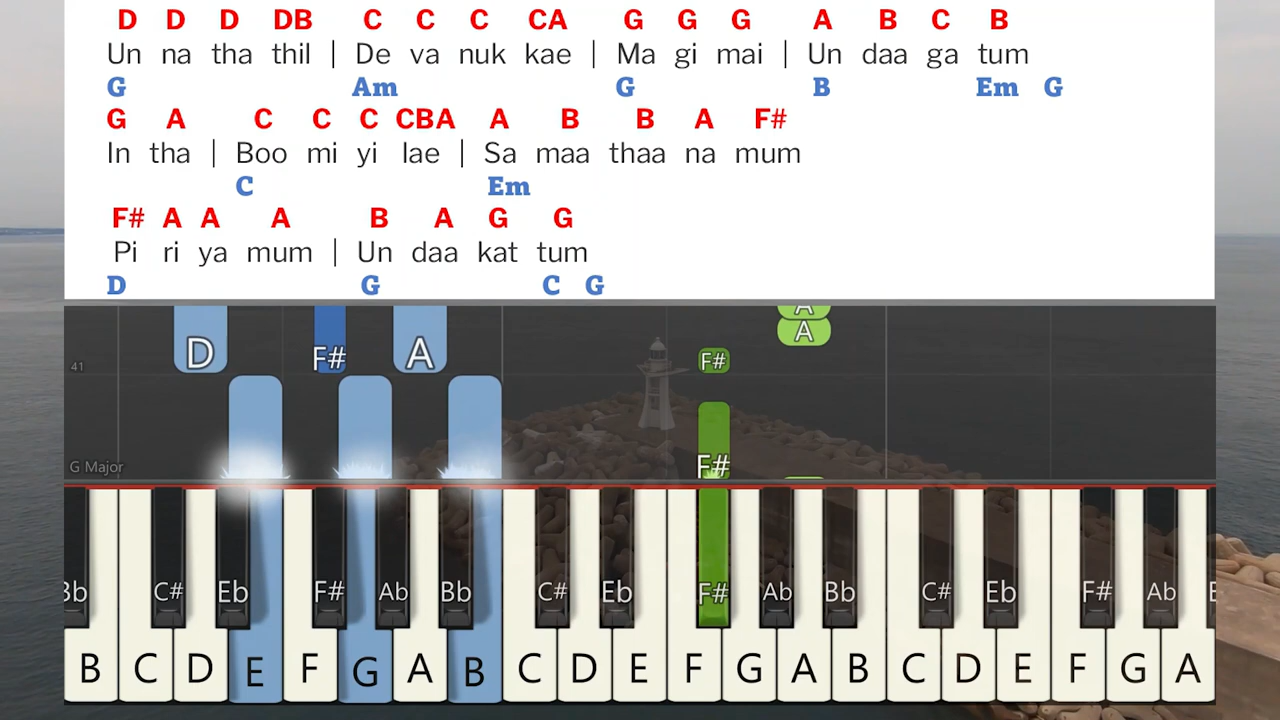 D D D DB C C C CA G G G A B C B
Un na tha thil | De va nuk kae | Ma gi mai | Un daa ga tum
G Am G B Em G
G A C C C CBA A B B A F#
In tha | Boo mi yi lae | Sa maa thaa na mum
C Em
F# A A A B A G G
Pi ri ya mum | Un daa kat tum
D G C G
A
D F# A F# A
41
G Major F#
Bb C# Eb F# Ab Bb C# Eb F# Ab Bb C# Eb F# Ab
B C D E F G A B C D E F G A B C D E F G A